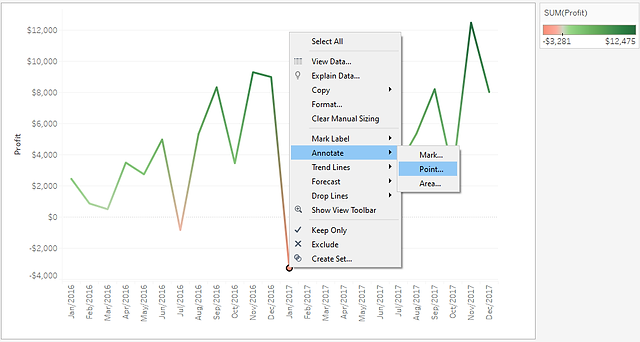 $12,000
$10,000
$8,000
$6,000
$4,000
$2,000
$0
-$2,000
-$4,000
Profit
Jan/2016
Feb/2016
Mar/2016
Apr/2016
May/2016
Jun/2016
Jul/2016
Aug/2016
Sep/2016
Oct/2016
Nov/2016
Dec/2016
Jan/2017
Feb/2017
Mar/2017
Apr/2017
May/2017
Jun/2017
Jul/2017
Aug/2017
Sep/2017
Oct/2017
Nov/2017
Dec/2017
Select All
View Data...
Explain Data...
Copy
Format...
Clear Manual Sizing
Mark Label
Annotate
Trend Lines
Forecast
Drop Lines
Show View Toolbar
Keep Only
Exclude
Create Set...
Mark...
Point...
Area...
SUM(Profit)
-$3,281 $12,475